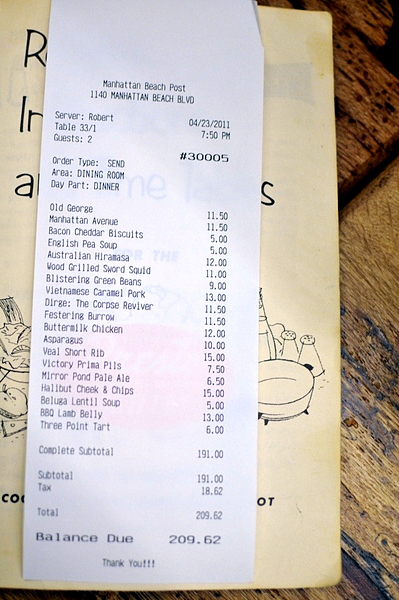 Manhattan Beach Post
1140 MANHATTAN BEACH BLVD
Server: Robert 04/23/2011
Table 33/1 7:50 PM
Guests: 2
#30005
Order Type: SEND
Area: DINING ROOM
Day Part: DINNER
Old George 11.50
Manhattan Avenue 11.50
Bacon Cheddar Biscuits 5.00
English Pea Soup 5.00
Australian Hiramasa 12.00
Wood Grilled Sword Squid 11.00
Blistering Green Beans 9.00
Vietnamese Caramel Pork 13.00
Dirge: The Corpse Reviver 11.50
Festering Burrow 11.50
Buttermilk Chicken 12.00
Asparagus 10.00
Veal Short Rib 15.00
Victory Prima Pils 7.50
Mirror Pond Pale Ale 6.50
Halibut Cheek & Chips 15.00
Beluga Lentil Soup 5.00
BBQ Lamb Belly 13.00
Three Point Tart 6.00
Complete Subtotal 191.00
Subtotal 191.00
Tax 18.62
Total 209.62
Balance Due 209.62
Thank You!!!